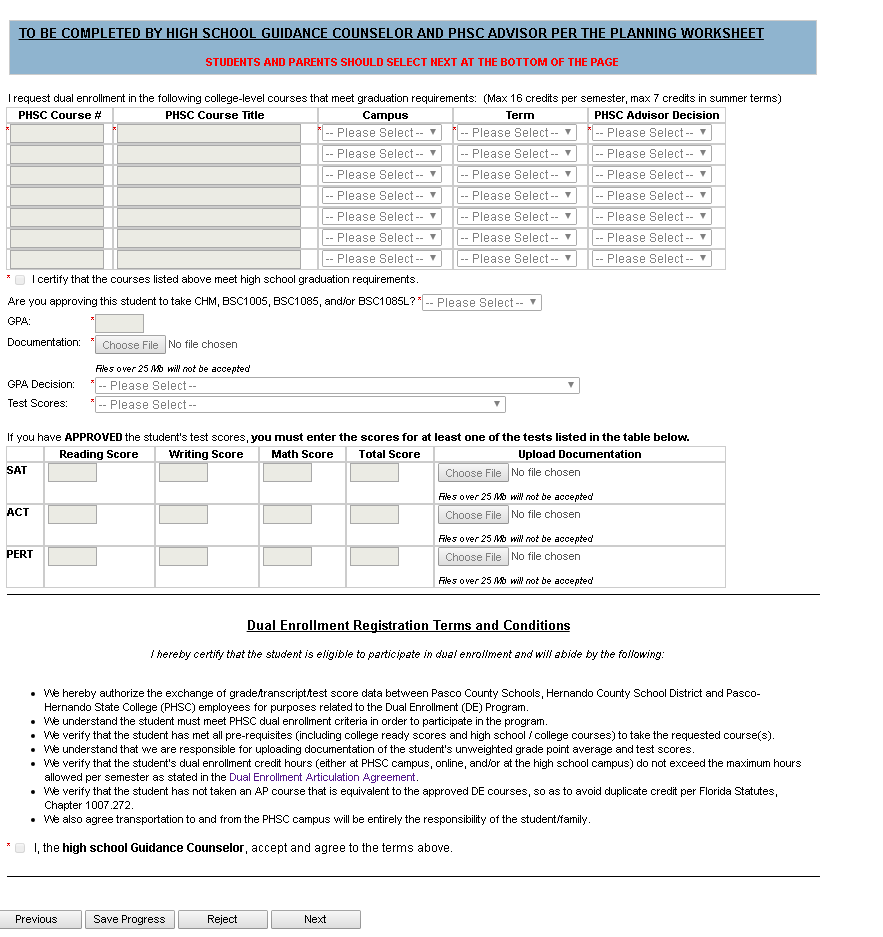 TO BE COMPLETED BY HIGH SCHOOL GUIDANCE COUNSELOR AND PHSC ADVISOR PER THE PLANNING WORKSHEET
STUDENTS AND PARENTS SHOULD SELECT NEXT AT THE BOTTOM OF THE PAGE
I request dual enrollment in the following college-level courses that meet graduation requirements: (Max 16 credits per semester, max 7 credits in summer terms)
PHSC Course # PHSC Course Title Campus Term PHSC Advisor Decision
* * * -- Please Select -- * -- Please Select -- * -- Please Select --
-- Please Select -- -- Please Select -- -- Please Select --
-- Please Select -- -- Please Select -- -- Please Select --
-- Please Select -- -- Please Select -- -- Please Select --
-- Please Select -- -- Please Select -- -- Please Select --
-- Please Select -- -- Please Select -- -- Please Select --
-- Please Select -- -- Please Select -- -- Please Select --
* I certify that the courses listed above meet high school graduation requirements.
Are you approving this student to take CHM, BSC1005, BSC1085, and/or BSC1085L? * -- Please Select --
GPA: *
Documentation: * Choose File No file chosen
Files over 25 Mb will not be accepted
GPA Decision: * -- Please Select --
Test Scores: * -- Please Select --
If you have APPROVED the student's test scores, you must enter the scores for at least one of the tests listed in the table below.
Reading Score Writing Score Math Score Total Score Upload Documentation
SAT Choose File No file chosen
Files over 25 Mb will not be accepted
ACT Choose File No file chosen
Files over 25 Mb will not be accepted
PERT Choose File No file chosen
Files over 25 Mb will not be accepted
Dual Enrollment Registration Terms and Conditions
I hereby certify that the student is eligible to participate in dual enrollment and will abide by the following:
• We hereby authorize the exchange of grade/transcript/test score data between Pasco County Schools, Hernando County School District and Pasco-
Hernando State College (PHSC) employees for purposes related to the Dual Enrollment (DE) Program.
• We understand the student must meet PHSC dual enrollment criteria in order to participate in the program.
• We verify that the student has met all pre-requisites (including college ready scores and high school / college courses) to take the requested course(s).
• We understand that we are responsible for uploading documentation of the student's unweighted grade point average and test scores.
• We verify that the student's dual enrollment credit hours (either at PHSC campus, online, and/or at the high school campus) do not exceed the maximum hours
allowed per semester as stated in the Dual Enrollment Articulation Agreement.
• We verify that the student has not taken an AP course that is equivalent to the approved DE courses, so as to avoid duplicate credit per Florida Statutes,
Chapter 1007.272.
• We also agree transportation to and from the PHSC campus will be entirely the responsibility of the student/family.
* I, the high school Guidance Counselor, accept and agree to the terms above.
Previous Save Progress Reject Next